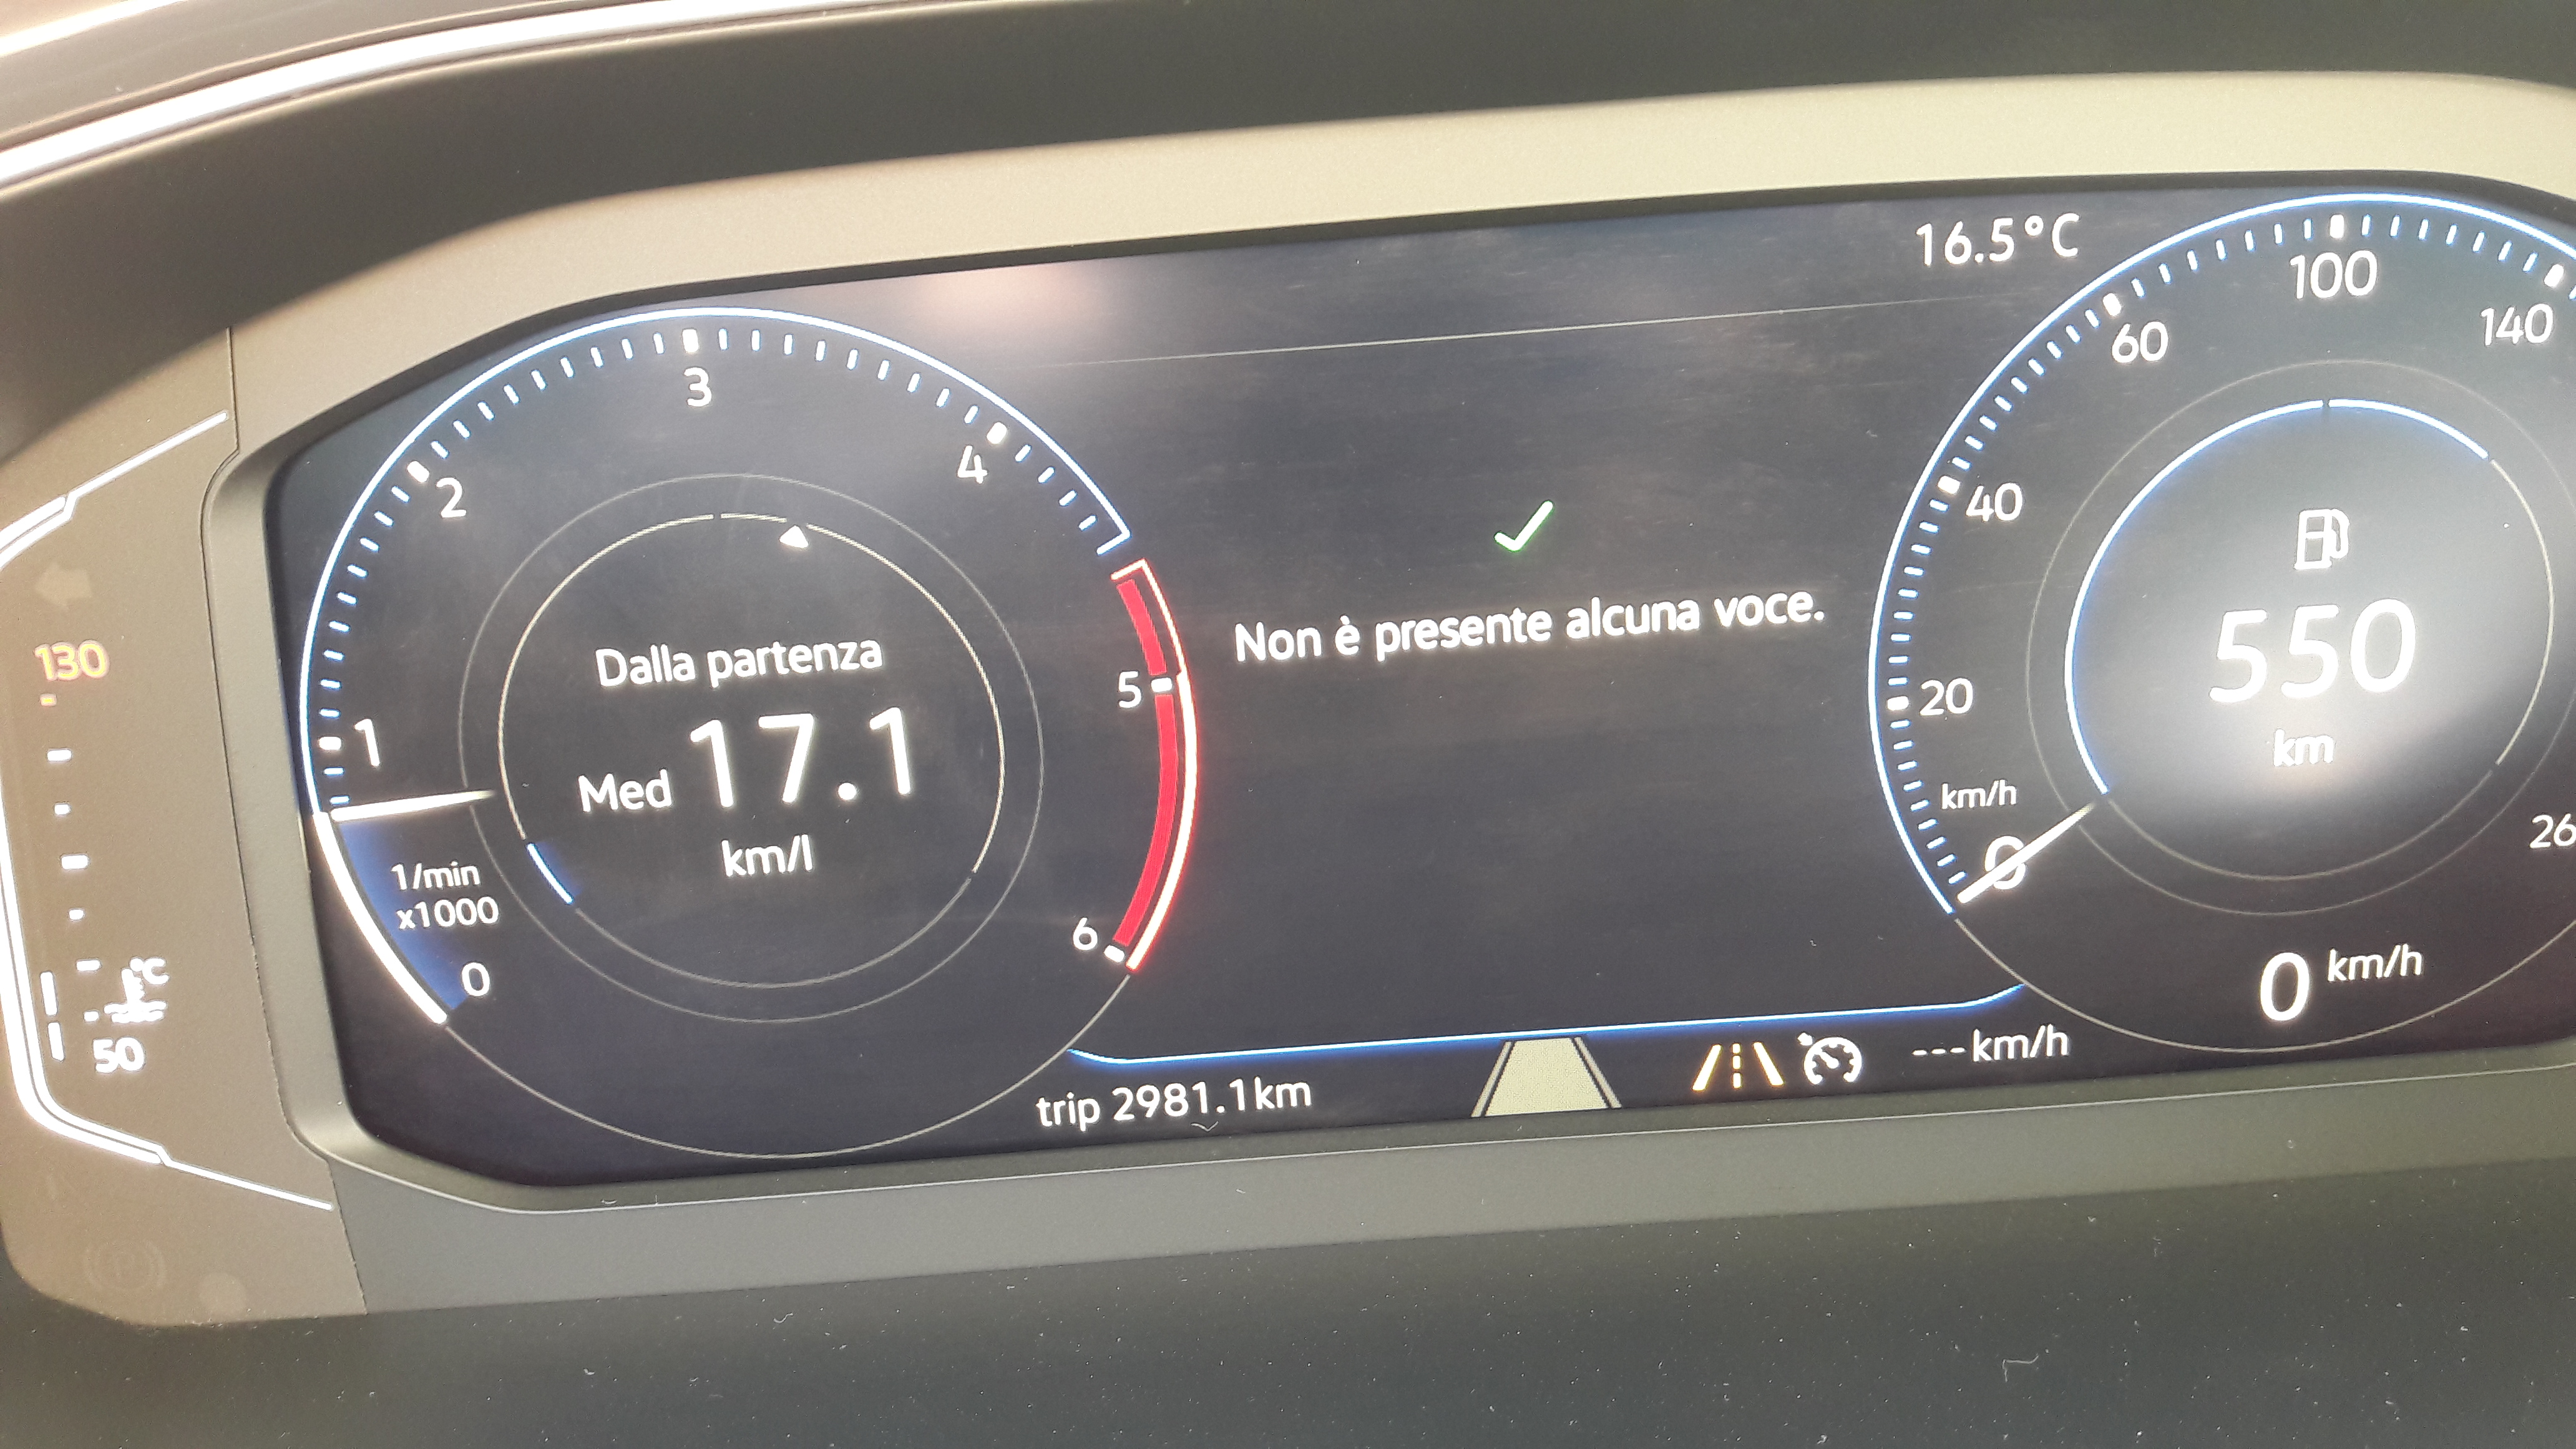 16.5°C
1
2
3
4
5
6
0
1/min
x1000
Dalla partenza
Med 17.1
km/l
Non è presente alcuna voce.
0
20
40
60
100
140
26
km/h
550
km
0 km/h
130
°C
50
trip 2981.1km
---km/h